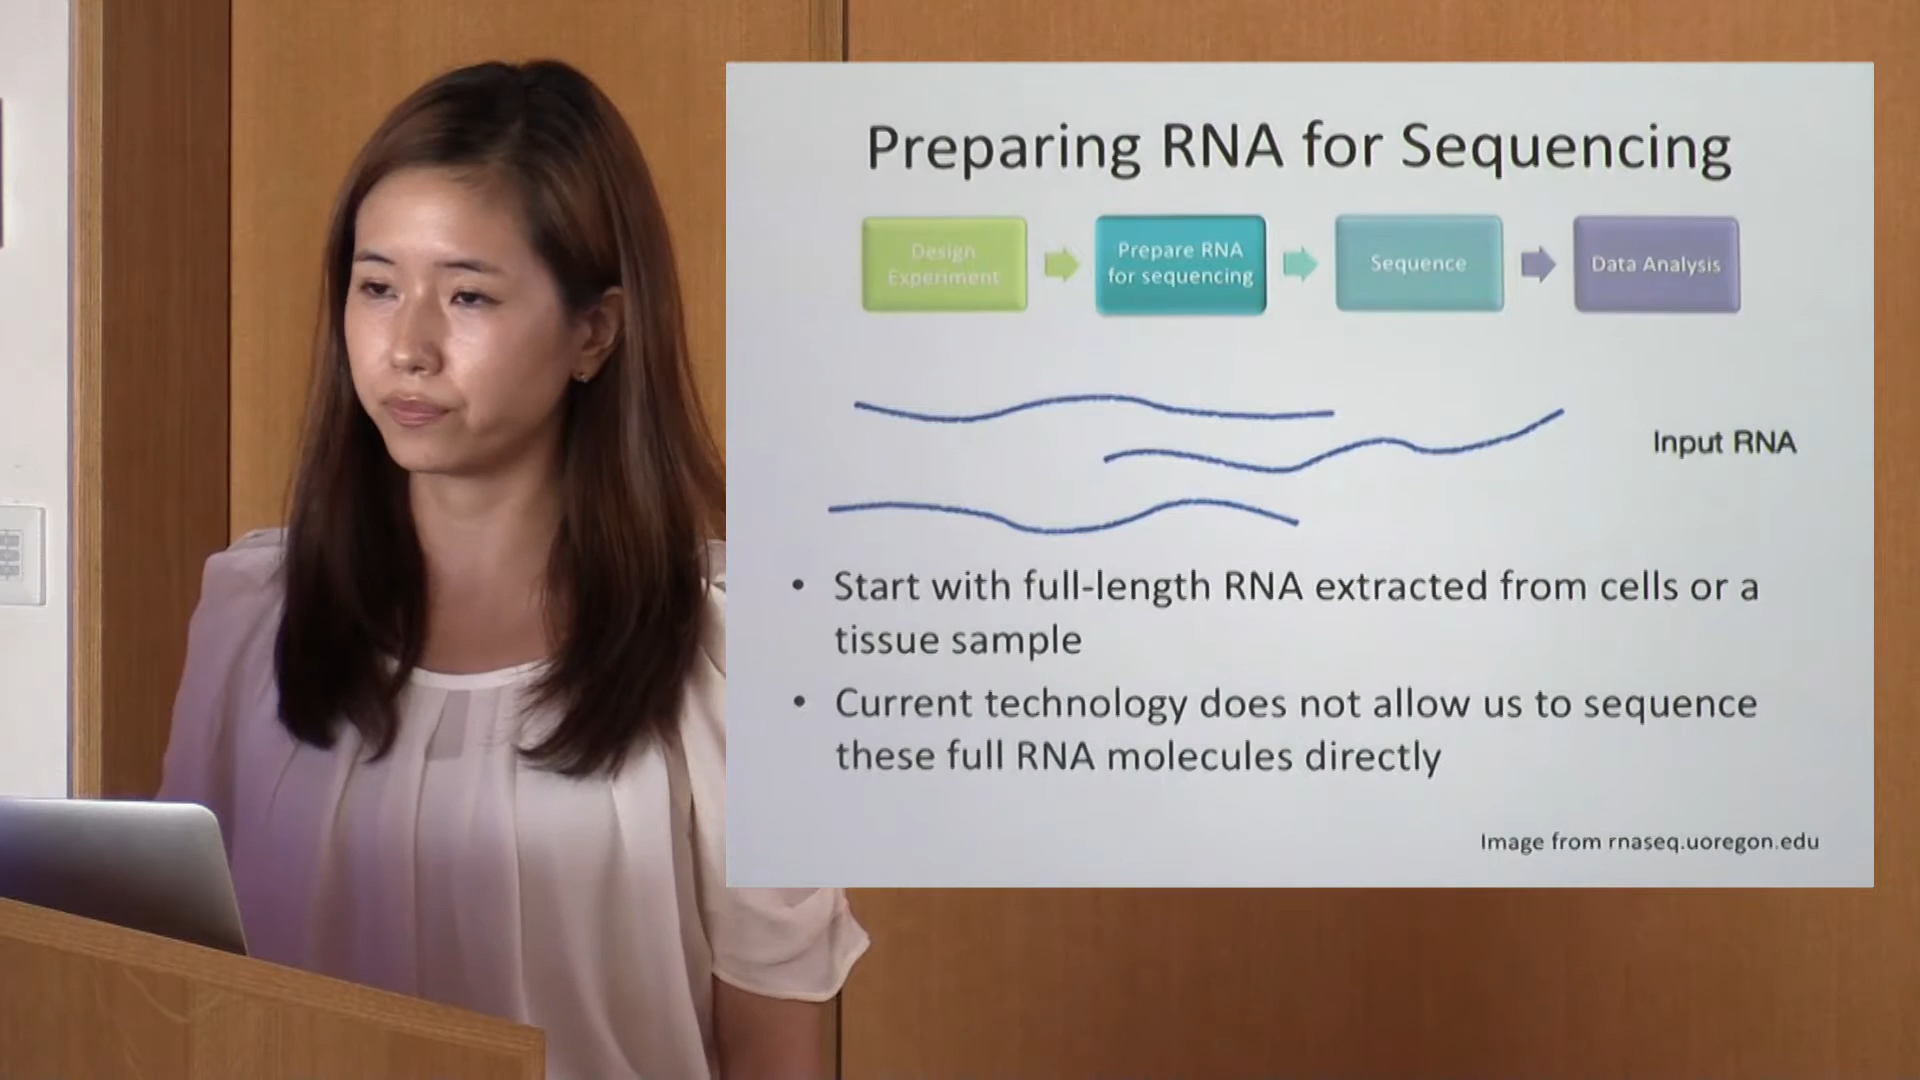 Preparing RNA for Sequencing
Design
Experiment
Prepare RNA
for sequencing
Sequence
Data Analysis
Input RNA
• Start with full-length RNA extracted from cells or a
tissue sample
• Current technology does not allow us to sequence
these full RNA molecules directly
Image from rnaseq.uoregon.edu